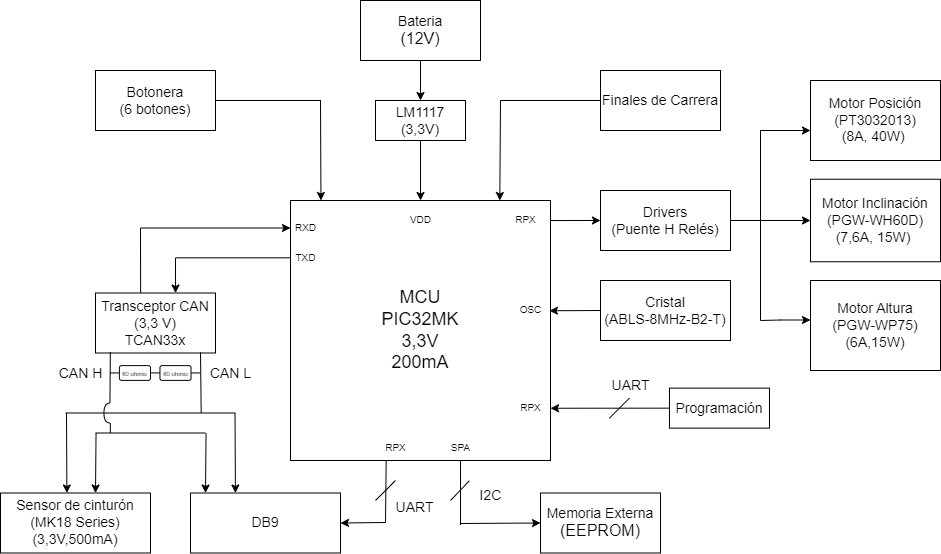 Bateria
(12V)
Botonera
(6 botones)
LM1117
(3,3V)
Finales de Carrera
Motor Posición
(PT3032013)
(8A, 40W)
RXD
VDD
RPX
Drivers
(Puente H Relés)
Motor Inclinación
(PGW-WH60D)
(7,6A, 15W)
TXD
MCU
PIC32MK
3,3V
200mA
OSC
Cristal
(ABLS-8MHz-B2-T)
Motor Altura
(PGW-WP75)
(6A,15W)
Transceptor CAN
(3,3 V)
TCAN33x
CAN H
60 ohmio
60 ohmio
CAN L
UART
RPX
Programación
RPX
SPA
UART
I2C
Sensor de cinturón
(MK18 Series)
(3,3V,500mA)
DB9
Memoria Externa
(EEPROM)